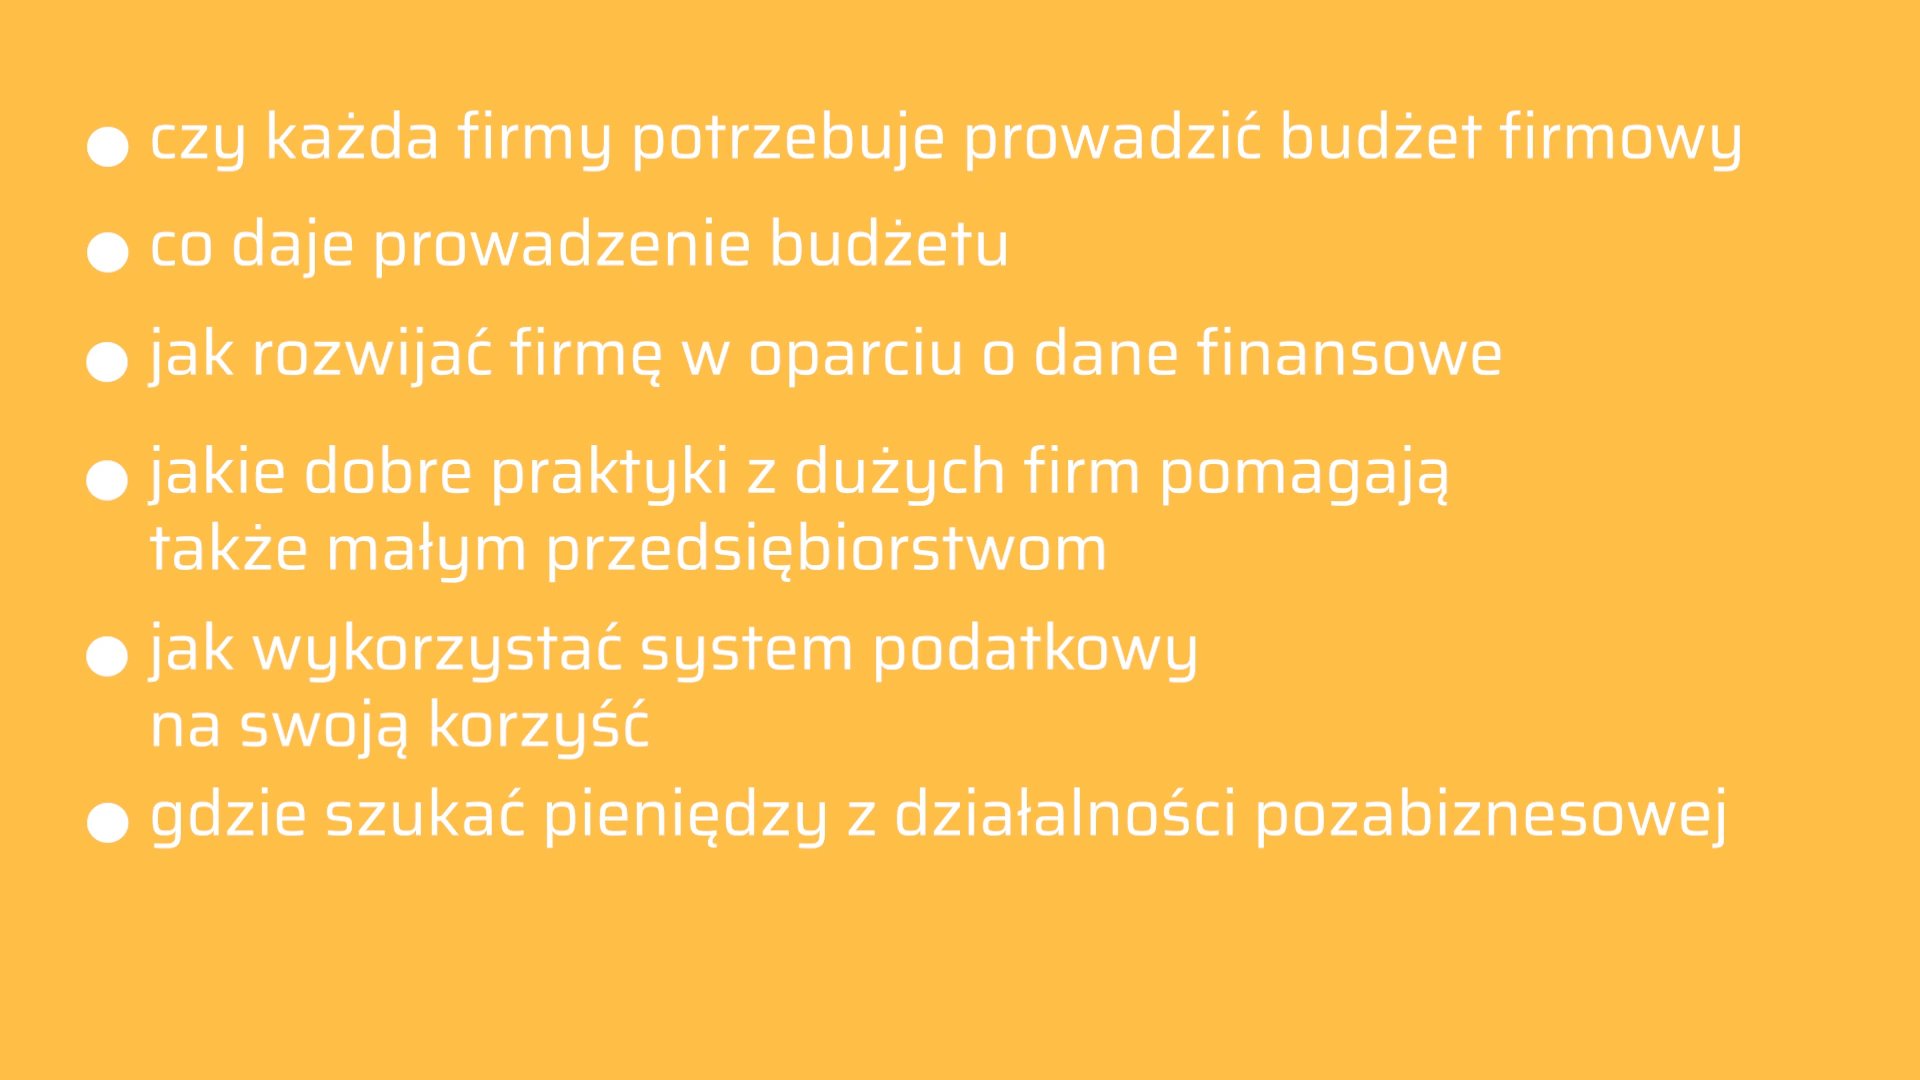 ● czy każda firmy potrzebuje prowadzić budżet firmowy
● co daje prowadzenie budżetu
● jak rozwijać firmę w oparciu o dane finansowe
● jakie dobre praktyki z dużych firm pomagają
także małym przedsiębiorstwom
● jak wykorzystać system podatkowy
na swoją korzyść
● gdzie szukać pieniędzy z działalności pozabiznesowej